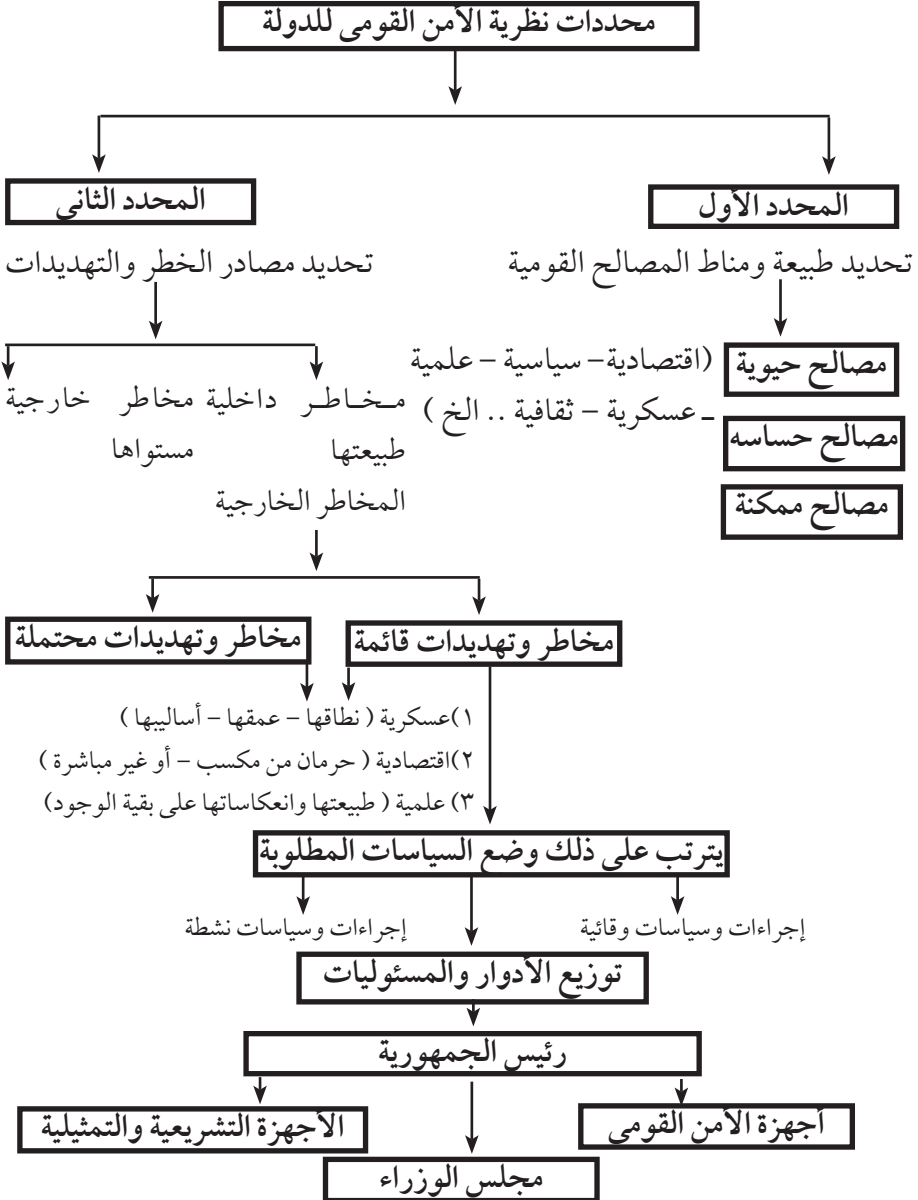 محددات نظرية الأمن القومى للدولة
المحدد الأول
المحدد الثانى
تحديد طبيعة ومناط المصالح القومية
تحديد مصادر الخطر والتهديدات
مصالح حيوية
(اقتصادية – سياسية – علمية
– عسكرية – ثقافية .. الخ )
مصالح حساسه
مصالح ممكنة
مـخـاطـر داخلية
طبيعتها
مخاطر خارجية
مستواها
المخاطر الخارجية
مخاطر وتهديدات قائمة
مخاطر وتهديدات محتملة
١)عسكرية ( نطاقها – عمقها – أساليبها )
٢)اقتصادية ( حرمان من مكسب – أو غير مباشرة )
٣) علمية ( طبيعتها وانعكاساتها على بقية الوجود)
يترتب على ذلك وضع السياسات المطلوبة
إجراءات وسياسات وقائية
إجراءات وسياسات نشطة
توزيع الأدوار والمسئوليات
رئيس الجمهورية
أجهزة الأمن القومى
الأجهزة التشريعية والتمثيلية
مجلس الوزراء